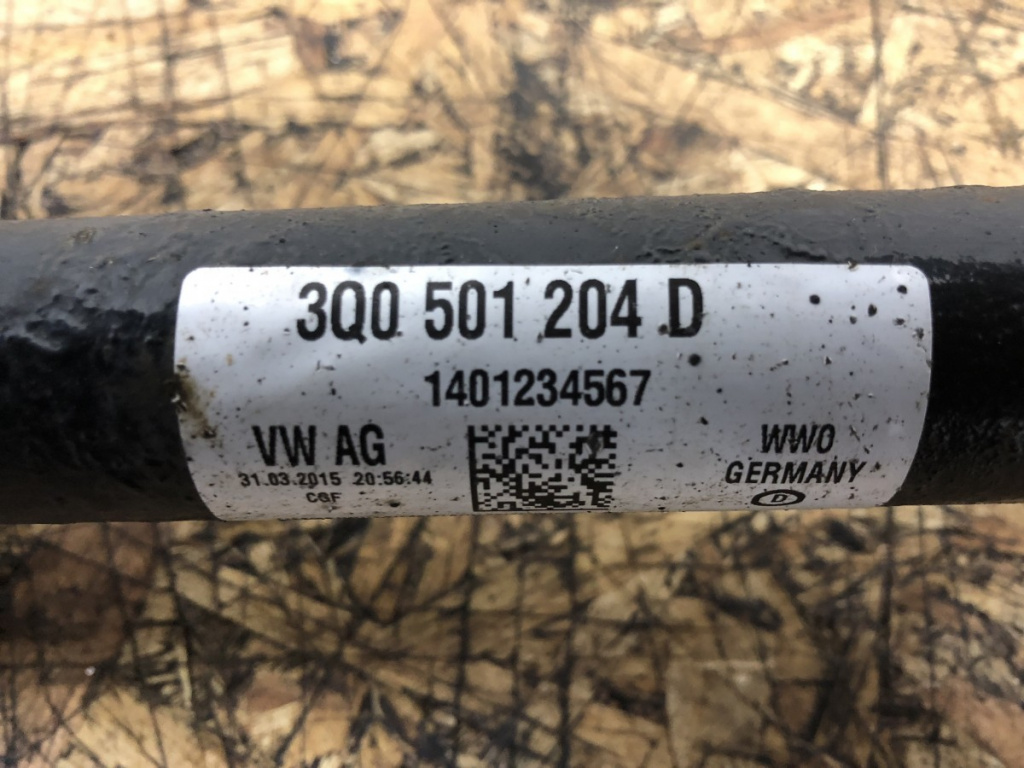 3Q0 501 204 D
1401234567
VW AG
31.03.2015 20:56:44
CGF
WWO
GERMANY
D